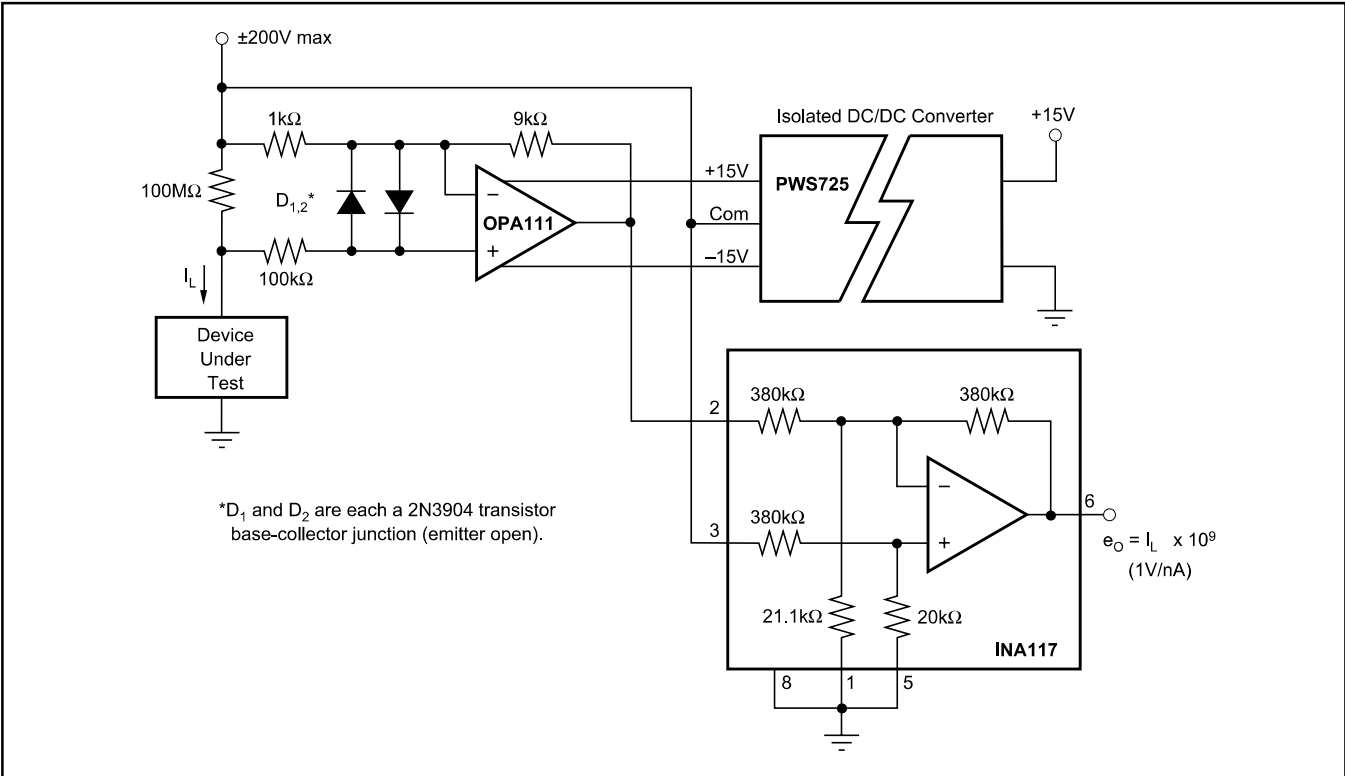 ±200V max
1kΩ
9kΩ
Isolated DC/DC Converter
+15V
100MΩ
D1,2*
+15V
PWS725
–
OPA111
Com
+
–15V
100kΩ
IL
Device
Under
Test
2
380kΩ
380kΩ
–
6
3
380kΩ
+
eO = IL x 10⁹
(1V/nA)
*D1 and D2 are each a 2N3904 transistor
base-collector junction (emitter open).
21.1kΩ
20kΩ
INA117
8
1
5